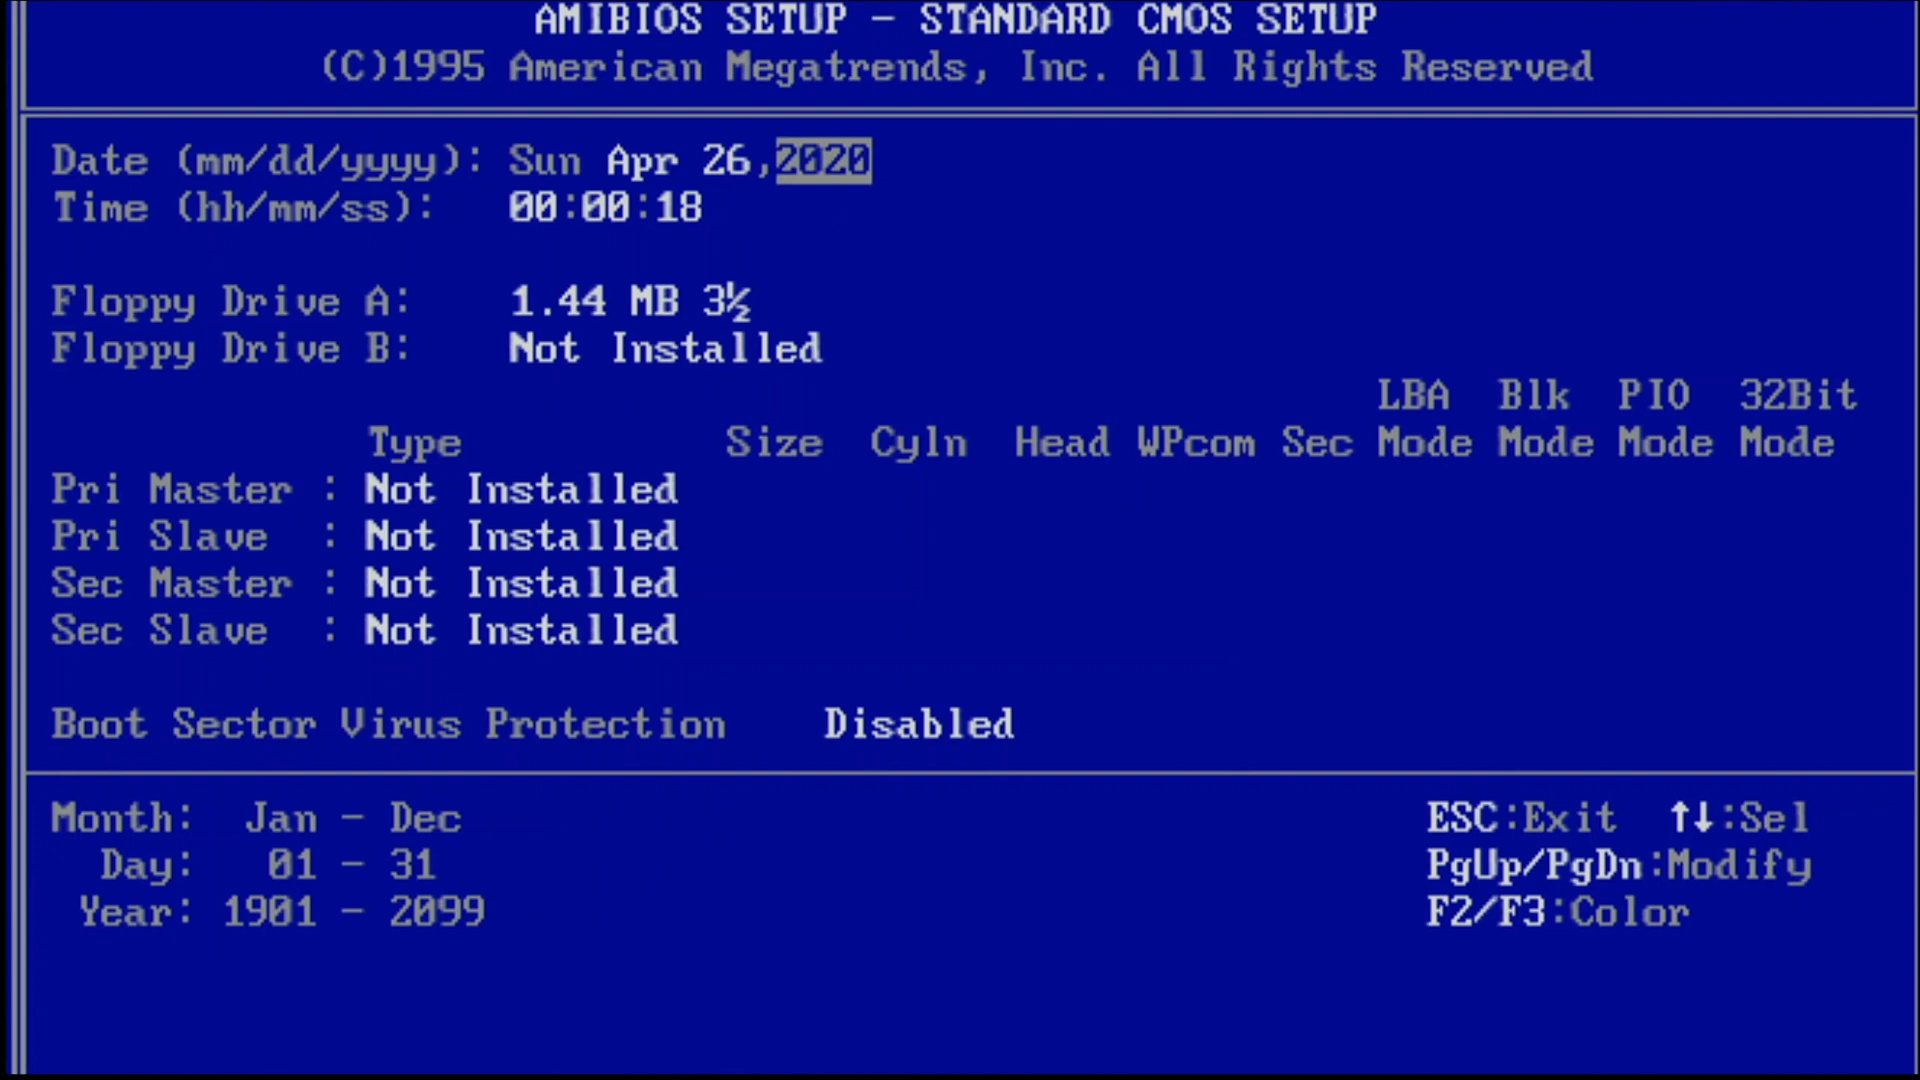 AMIBIOS SETUP - STANDARD CMOS SETUP
(C)1995 American Megatrends, Inc. All Rights Reserved
Date (mm/dd/yyyy): Sun Apr 26,2020
Time (hh/mm/ss): 00:00:18
Floppy Drive A: 1.44 MB 3½
Floppy Drive B: Not Installed
LBA Blk PIO 32Bit
Type Size Cyln Head WPcom Sec Mode Mode Mode Mode
Pri Master : Not Installed
Pri Slave : Not Installed
Sec Master : Not Installed
Sec Slave : Not Installed
Boot Sector Virus Protection Disabled
Month: Jan - Dec
Day: 01 - 31
Year: 1901 - 2099
ESC:Exit ↑↓:Sel
PgUp/PgDn:Modify
F2/F3:Color